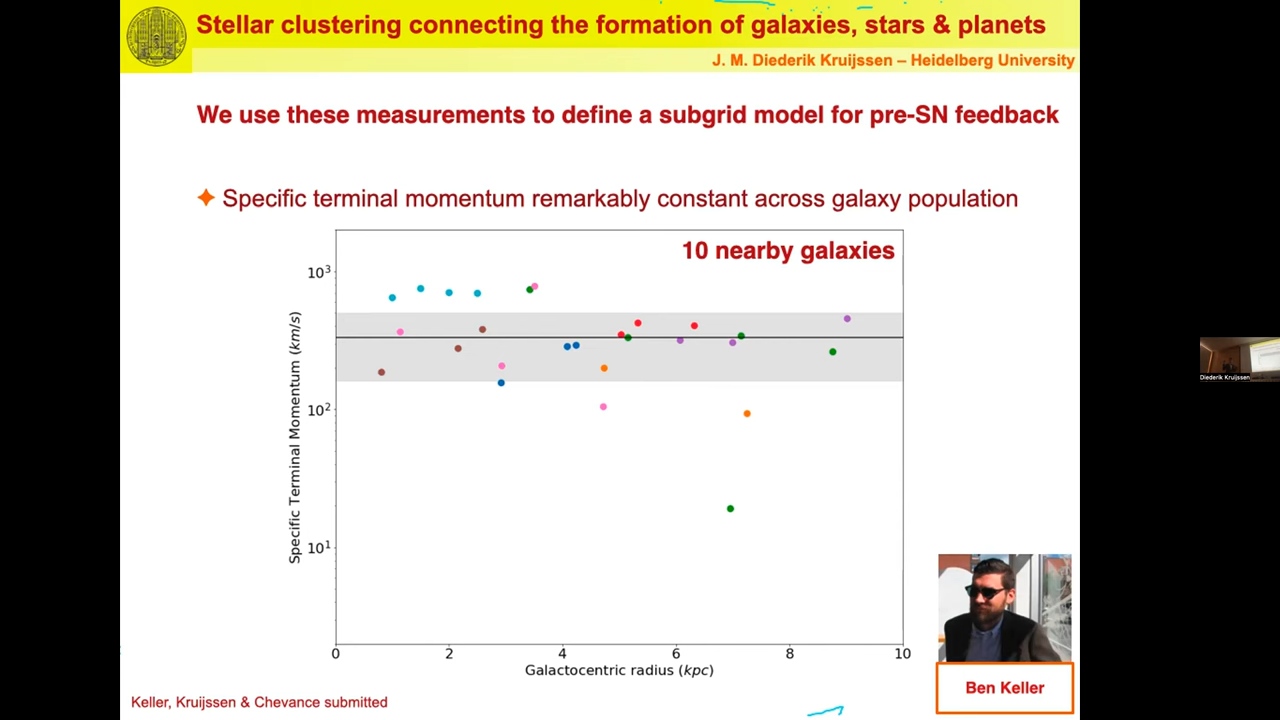 Stellar clustering connecting the formation of galaxies, stars & planets
J. M. Diederik Kruijssen – Heidelberg University
We use these measurements to define a subgrid model for pre-SN feedback
Specific terminal momentum remarkably constant across galaxy population
10 nearby galaxies
Specific Terminal Momentum (km/s)
10³
10²
10¹
0 2 4 6 8 10
Galactocentric radius (kpc)
Diederik Kruijssen
Ben Keller
Keller, Kruijssen & Chevance submitted